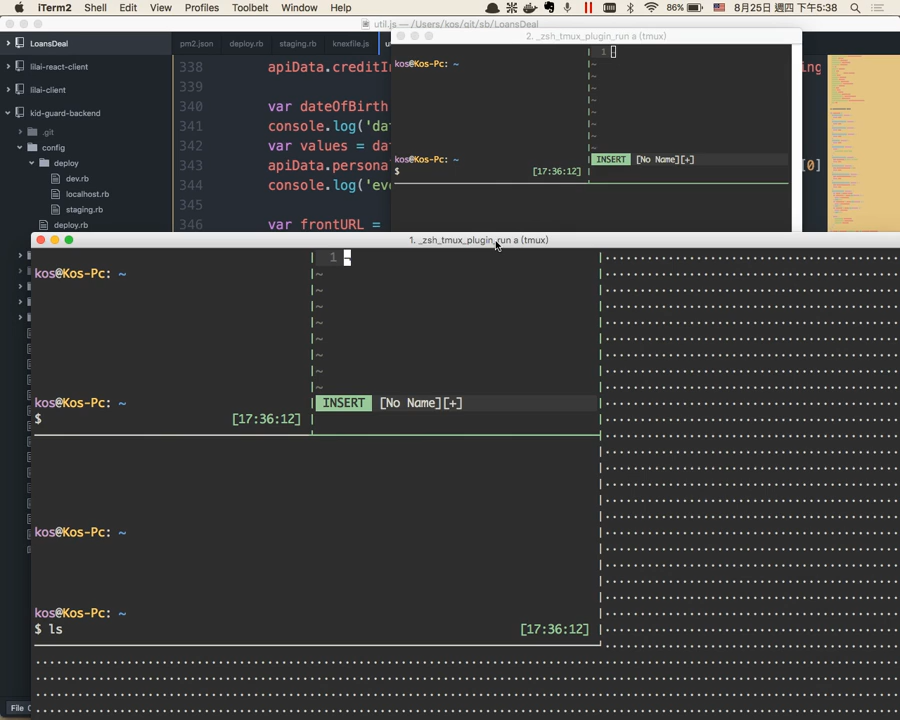 iTerm2 Shell Edit View Profiles Toolbelt Window Help 86% 8月25日 週四 下午5:38
util.js — /Users/kos/git/sb/LoansDeal
2. _zsh_tmux_plugin_run a (tmux)
LoansDeal
pm2.json deploy.rb staging.rb knexfile.js
lilai-react-client
lilai-client
kid-guard-backend
.git
config
deploy
dev.rb
localhost.rb
staging.rb
deploy.rb
338 apiData.creditIn
339
340 var dateOfBirth
341 console.log('dat
342 var values = dat
343 apiData.persona [0]
344 console.log('eve
345
346 var frontURL =
kos@Kos-Pc: ~
1
~
~
~
~
~
~
~
kos@Kos-Pc: ~
INSERT [No Name][+]
$ [17:36:12]
1. _zsh_tmux_plugin_run a (tmux)
1
kos@Kos-Pc: ~
~
~
~
~
~
~
~
~
kos@Kos-Pc: ~
INSERT [No Name][+]
$ [17:36:12]
kos@Kos-Pc: ~
kos@Kos-Pc: ~
$ ls [17:36:12]
File